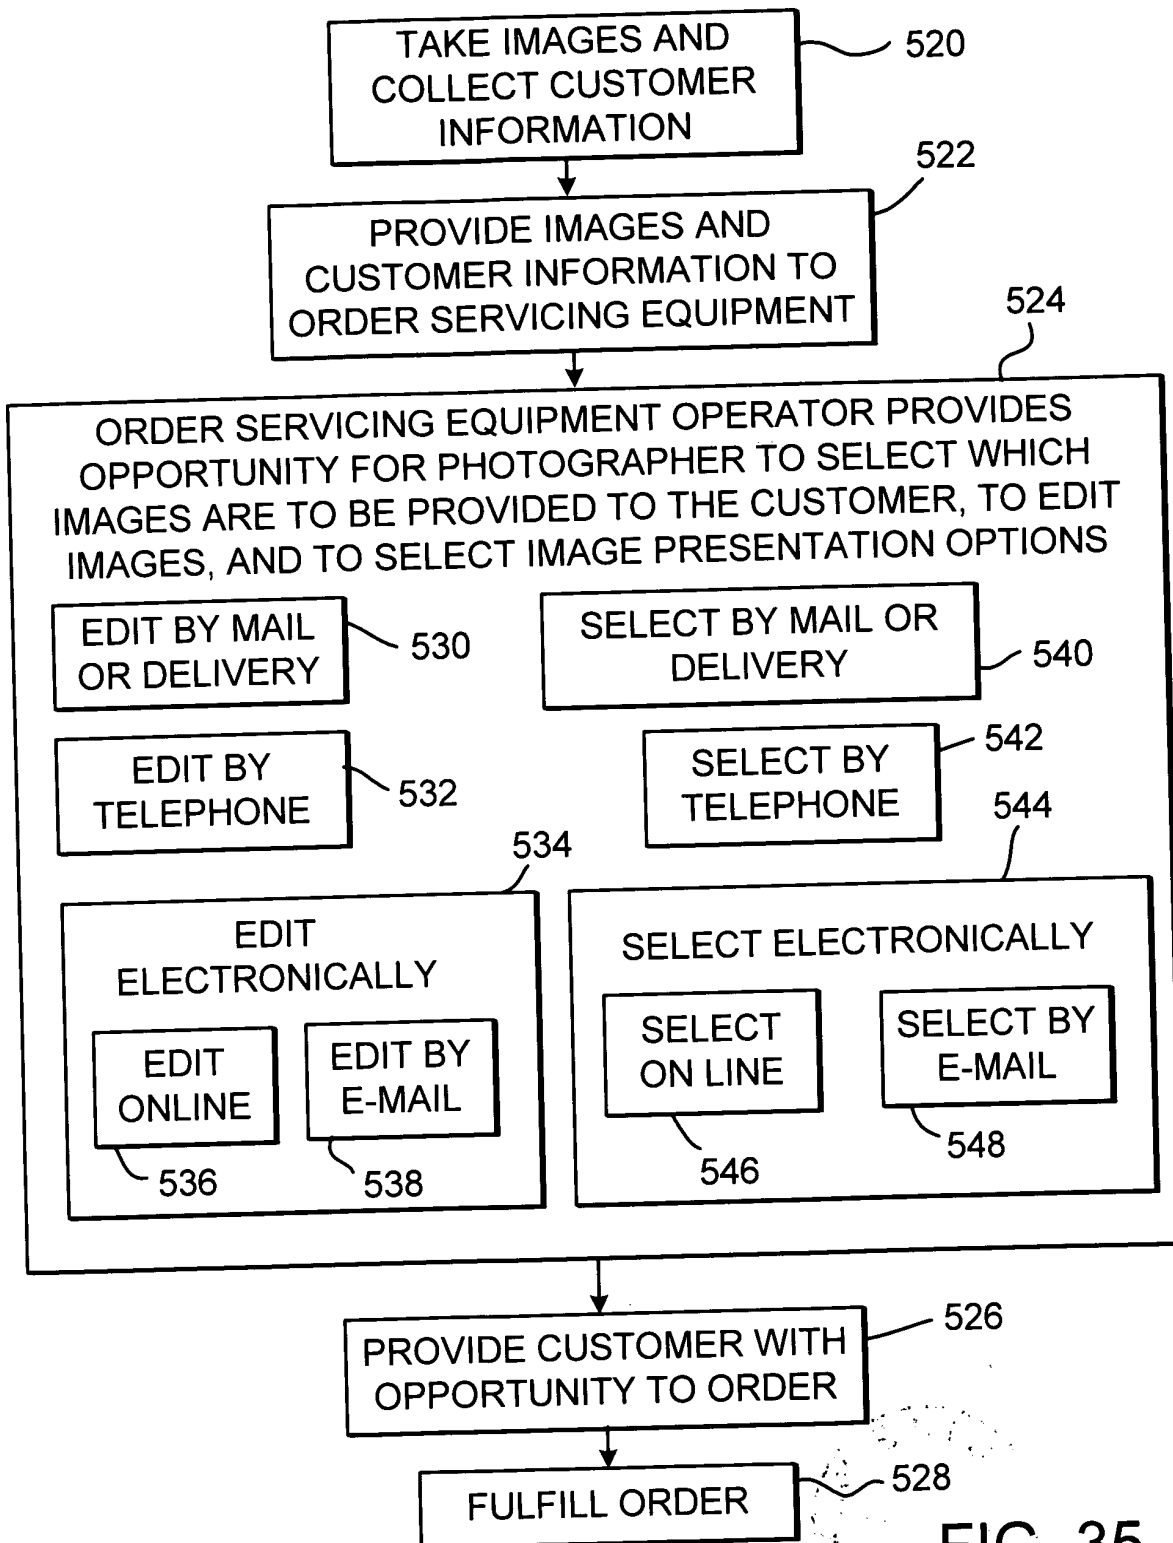 TAKE IMAGES AND
COLLECT CUSTOMER
INFORMATION
520
522
PROVIDE IMAGES AND
CUSTOMER INFORMATION TO
ORDER SERVICING EQUIPMENT
524
ORDER SERVICING EQUIPMENT OPERATOR PROVIDES
OPPORTUNITY FOR PHOTOGRAPHER TO SELECT WHICH
IMAGES ARE TO BE PROVIDED TO THE CUSTOMER, TO EDIT
IMAGES, AND TO SELECT IMAGE PRESENTATION OPTIONS
EDIT BY MAIL
OR DELIVERY
530
SELECT BY MAIL OR
DELIVERY
540
EDIT BY
TELEPHONE
532
SELECT BY
TELEPHONE
542
534
EDIT
ELECTRONICALLY
EDIT
ONLINE
536
EDIT BY
E-MAIL
538
544
SELECT ELECTRONICALLY
SELECT
ON LINE
546
SELECT BY
E-MAIL
548
PROVIDE CUSTOMER WITH
OPPORTUNITY TO ORDER
526
FULFILL ORDER
528
FIG. 35